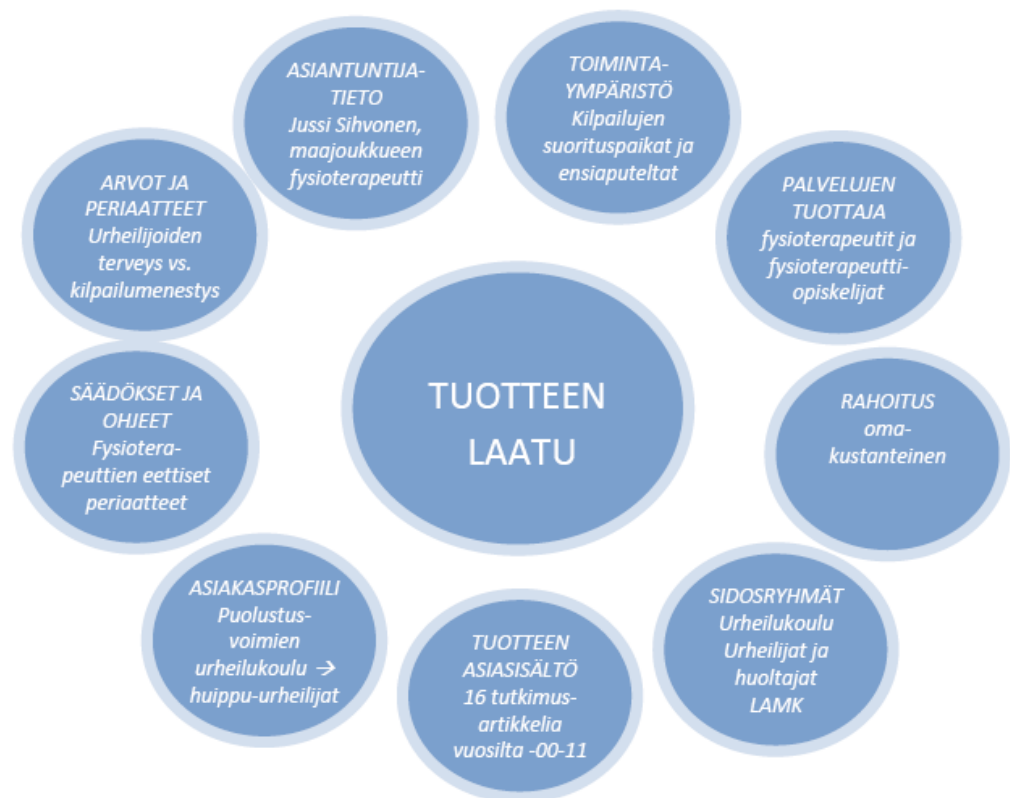 ASIANTUNTIJA-
TIETO
Jussi Sihvonen,
maajoukkueen
fysioterapeutti
TOIMINTA-
YMPÄRISTÖ
Kilpailujen
suorituspaikat ja
ensiaputeltat
ARVOT JA
PERIAATTEET
Urheilijoiden
terveys vs.
kilpailumenestys
PALVELUJEN
TUOTTAJA
fysioterapeutit ja
fysioterapeutti-
opiskelijat
TUOTTEEN
LAATU
SÄÄDÖKSET JA
OHJEET
Fysiotera-
peuttien eettiset
periaatteet
RAHOITUS
oma-
kustanteinen
ASIAKASPROFIILI
Puolustus-
voimien
urheilukoulu →
huippu-urheilijat
TUOTTEEN
ASIASISÄLTÖ
16 tutkimus-
artikkelia
vuosilta -00-11
SIDOSRYHMÄT
Urheilukoulu
Urheilijat ja
huoltajat
LAMK